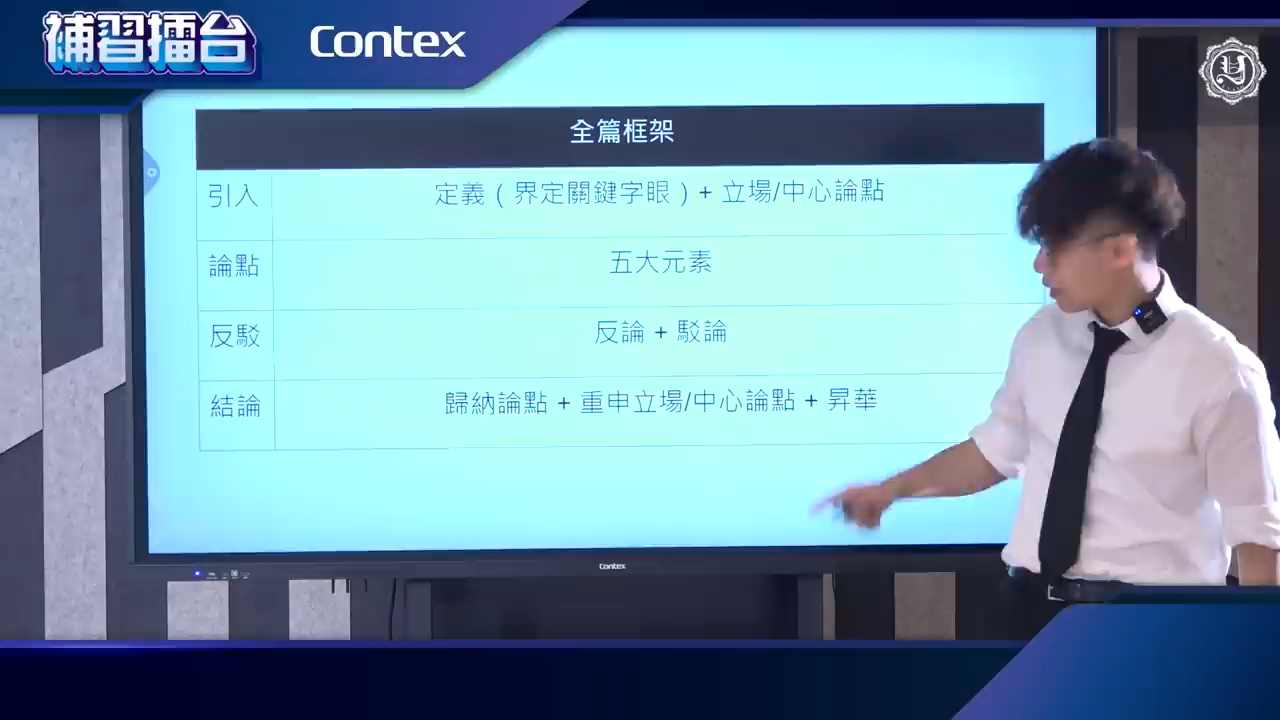 補習擂台
Contex
Y
全篇框架
引入 定義（界定關鍵字眼）+ 立場/中心論點
論點 五大元素
反駁 反論 + 駁論
結論 歸納論點 + 重申立場/中心論點 + 昇華
Contex